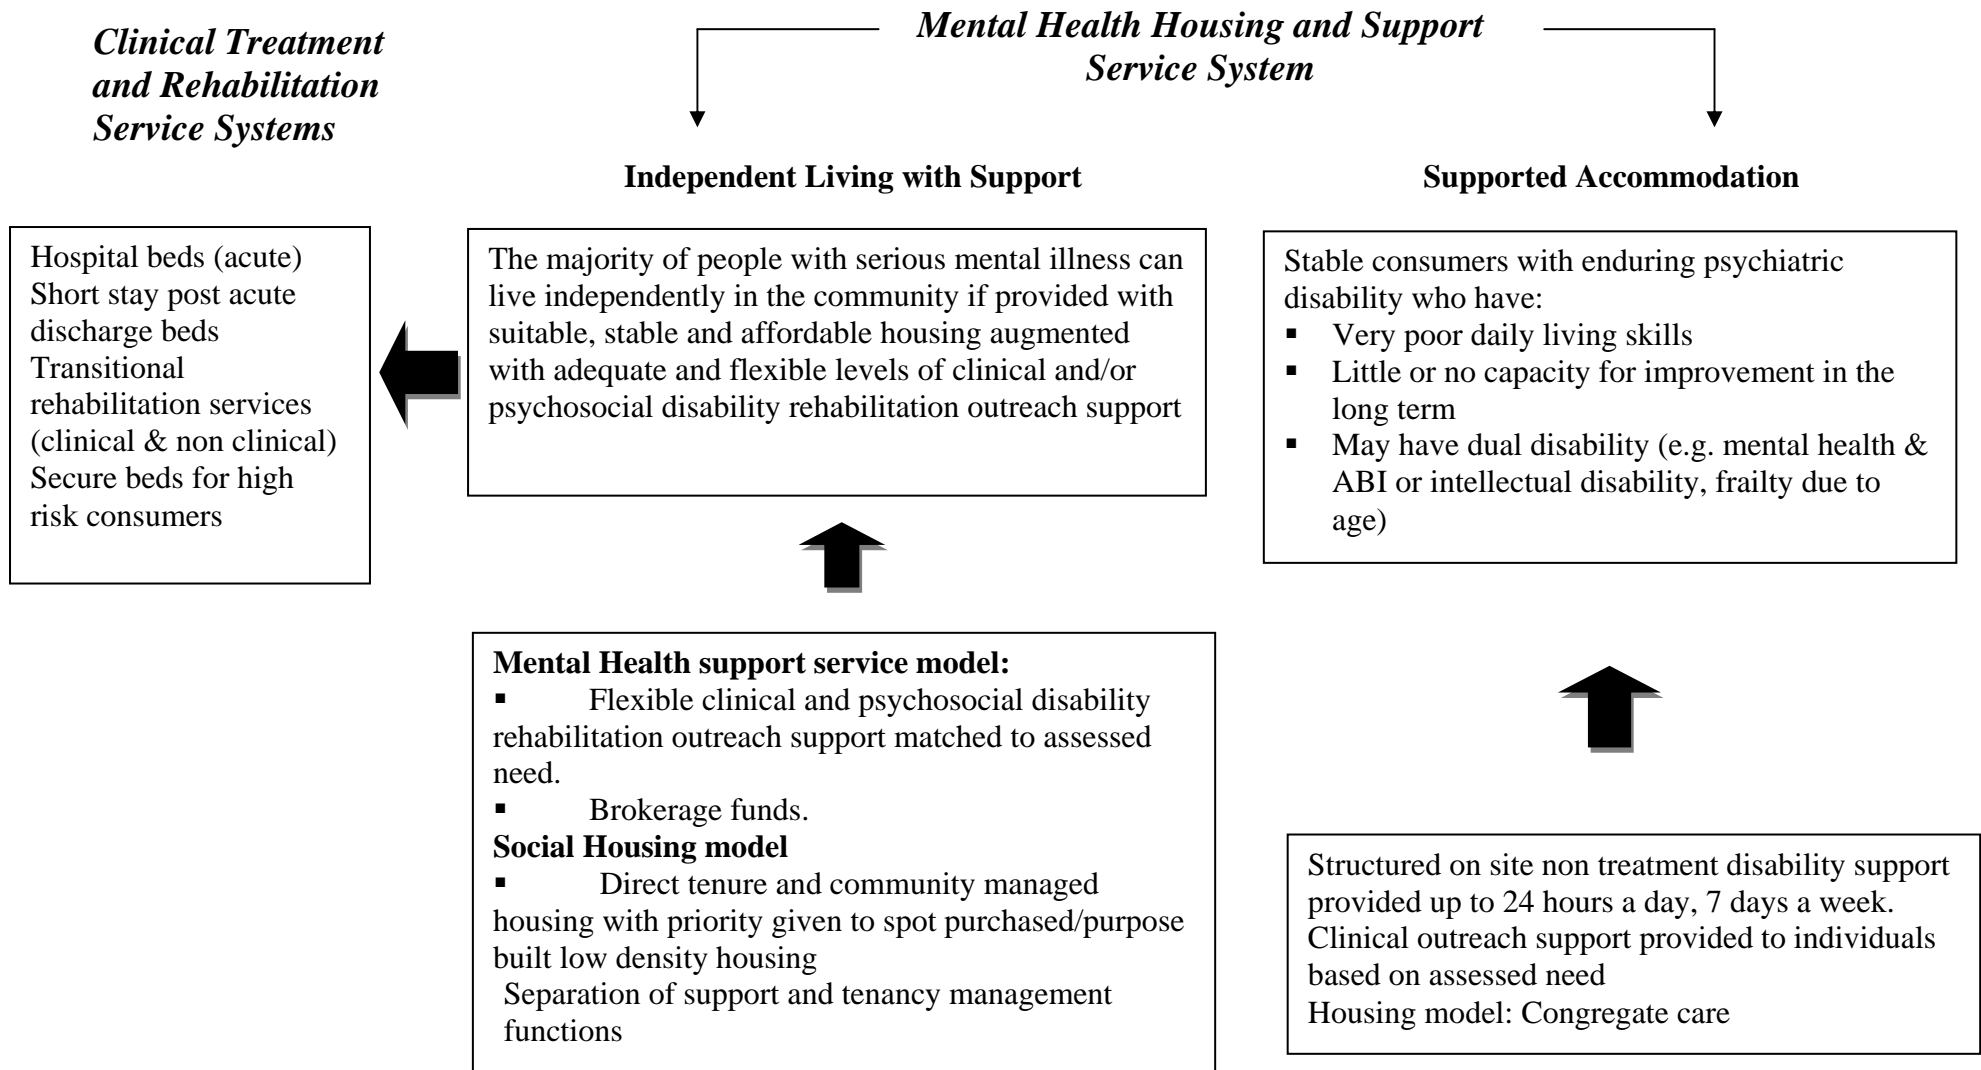 Clinical Treatment
and Rehabilitation
Service Systems
Mental Health Housing and Support
Service System
Independent Living with Support
Supported Accommodation
Hospital beds (acute)
Short stay post acute
discharge beds
Transitional
rehabilitation services
(clinical & non clinical)
Secure beds for high
risk consumers
The majority of people with serious mental illness can
live independently in the community if provided with
suitable, stable and affordable housing augmented
with adequate and flexible levels of clinical and/or
psychosocial disability rehabilitation outreach support
Stable consumers with enduring psychiatric
disability who have:
▪ Very poor daily living skills
▪ Little or no capacity for improvement in the
long term
▪ May have dual disability (e.g. mental health &
ABI or intellectual disability, frailty due to
age)
Mental Health support service model:
▪ Flexible clinical and psychosocial disability
rehabilitation outreach support matched to assessed
need.
▪ Brokerage funds.
Social Housing model
▪ Direct tenure and community managed
housing with priority given to spot purchased/purpose
built low density housing
Separation of support and tenancy management
functions
Structured on site non treatment disability support
provided up to 24 hours a day, 7 days a week.
Clinical outreach support provided to individuals
based on assessed need
Housing model: Congregate care